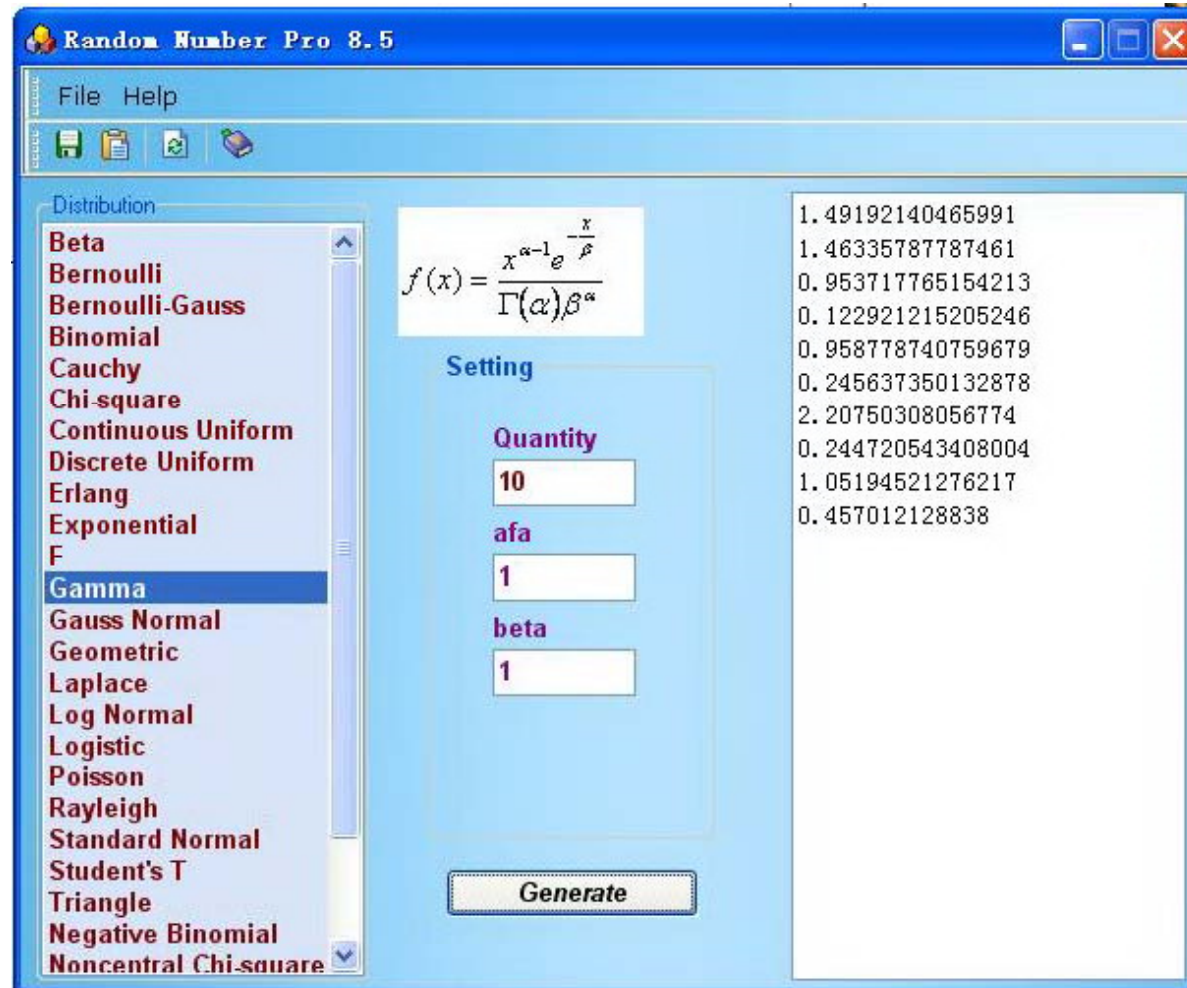 Random Number Pro 8.5
File Help
Distribution
Beta
Bernoulli
Bernoulli-Gauss
Binomial
Cauchy
Chi-square
Continuous Uniform
Discrete Uniform
Erlang
Exponential
F
Gamma
Gauss Normal
Geometric
Laplace
Log Normal
Logistic
Poisson
Rayleigh
Standard Normal
Student's T
Triangle
Negative Binomial
Noncentral Chi-square
f(x) = x^(α-1) e^(-x/β) / Γ(α)β^α
Setting
Quantity
10
afa
1
beta
1
Generate
1.49192140465991
1.46335787787461
0.953717765154213
0.122921215205246
0.958778740759679
0.245637350132878
2.20750308056774
0.244720543408004
1.05194521276217
0.457012128838